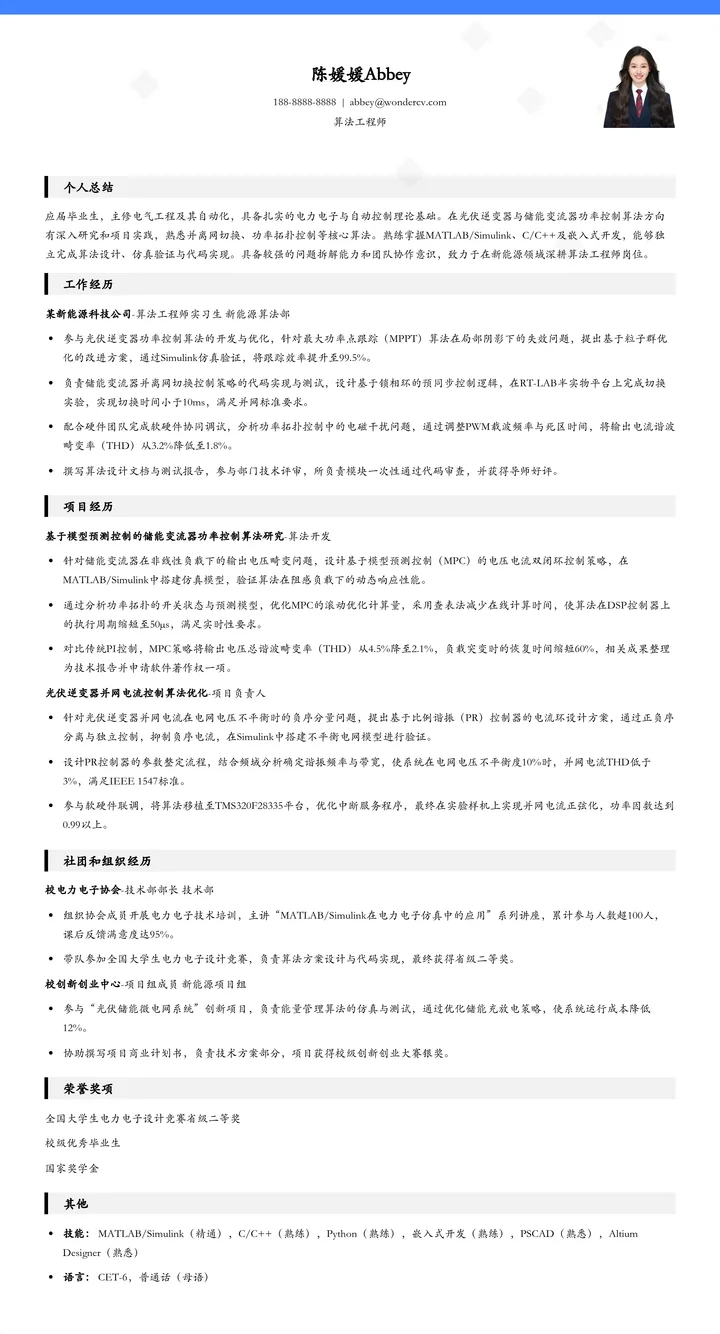 陈媛媛Abbey
188-8888-8888 | abbey@wondercv.com
算法工程师
个人总结
应届毕业生，主修电气工程及其自动化，具备扎实的电力电子与自动控制理论基础。在光伏逆变器与储能变流器功率控制算法方向
有深入研究和项目实践，熟悉并离网切换、功率拓扑控制等核心算法。熟练掌握MATLAB/Simulink、C/C++及嵌入式开发，能够独
立完成算法设计、仿真验证与代码实现。具备较强的问题拆解能力和团队协作意识，致力于在新能源领域深耕算法工程师岗位。
工作经历
某新能源科技公司-算法工程师实习生 新能源算法部
• 参与光伏逆变器功率控制算法的开发与优化，针对最大功率点跟踪（MPPT）算法在局部阴影下的失效问题，提出基于粒子群优
化的改进方案，通过Simulink仿真验证，将跟踪效率提升至99.5%。
• 负责储能变流器并离网切换控制策略的代码实现与测试，设计基于锁相环的预同步控制逻辑，在RT-LAB半实物平台上完成切换
实验，实现切换时间小于10ms，满足并网标准要求。
• 配合硬件团队完成软硬件协同调试，分析功率拓扑控制中的电磁干扰问题，通过调整PWM载波频率与死区时间，将输出电流谐波
畸变率（THD）从3.2%降低至1.8%。
• 撰写算法设计文档与测试报告，参与部门技术评审，所负责模块一次性通过代码审查，并获得导师好评。
项目经历
基于模型预测控制的储能变流器功率控制算法研究-算法开发
• 针对储能变流器在非线性负载下的输出电压畸变问题，设计基于模型预测控制（MPC）的电压电流双闭环控制策略，在
MATLAB/Simulink中搭建仿真模型，验证算法在阻感负载下的动态响应性能。
• 通过分析功率拓扑的开关状态与预测模型，优化MPC的滚动优化计算量，采用查表法减少在线计算时间，使算法在DSP控制器上
的执行周期缩短至50μs，满足实时性要求。
• 对比传统PI控制，MPC策略将输出电压总谐波畸变率（THD）从4.5%降至2.1%，负载突变时的恢复时间缩短60%，相关成果整理
为技术报告并申请软件著作权一项。
光伏逆变器并网电流控制算法优化-项目负责人
• 针对光伏逆变器并网电流在电网电压不平衡时的负序分量问题，提出基于比例谐振（PR）控制器的电流环设计方案，通过正负序
分离与独立控制，抑制负序电流，在Simulink中搭建不平衡电网模型进行验证。
• 设计PR控制器的参数整定流程，结合频域分析确定谐振频率与带宽，使系统在电网电压不平衡度10%时，并网电流THD低于
3%，满足IEEE 1547标准。
• 参与软硬件联调，将算法移植至TMS320F28335平台，优化中断服务程序，最终在实验样机上实现并网电流正弦化，功率因数达到
0.99以上。
社团和组织经历
校电力电子协会-技术部部长 技术部
• 组织协会成员开展电力电子技术培训，主讲“MATLAB/Simulink在电力电子仿真中的应用”系列讲座，累计参与人数超100人，
课后反馈满意度达95%。
• 带队参加全国大学生电力电子设计竞赛，负责算法方案设计与代码实现，最终获得省级二等奖。
校创新创业中心-项目组成员 新能源项目组
• 参与“光伏储能微电网系统”创新项目，负责能量管理算法的仿真与测试，通过优化储能充放电策略，使系统运行成本降低
12%。
• 协助撰写项目商业计划书，负责技术方案部分，项目获得校级创新创业大赛银奖。
荣誉奖项
全国大学生电力电子设计竞赛省级二等奖
校级优秀毕业生
国家奖学金
其他
• 技能： MATLAB/Simulink（精通）, C/C++（熟练）, Python（熟练）, 嵌入式开发（熟练）, PSCAD（熟悉）, Altium
Designer（熟悉）
• 语言： CET-6，普通话（母语）